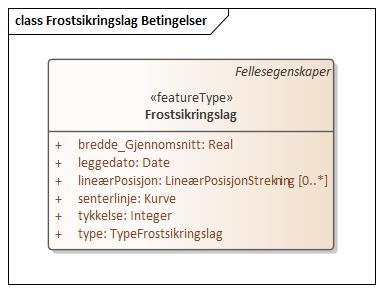 class Frostsikringslag Betingelser
Fellesegenskaper
«featureType»
Frostsikringslag
+ bredde_Gjennomsnitt: Real
+ leggedato: Date
+ lineærPosisjon: LineærPosisjonStrekning [0..*]
+ senterlinje: Kurve
+ tykkelse: Integer
+ type: TypeFrostsikringslag